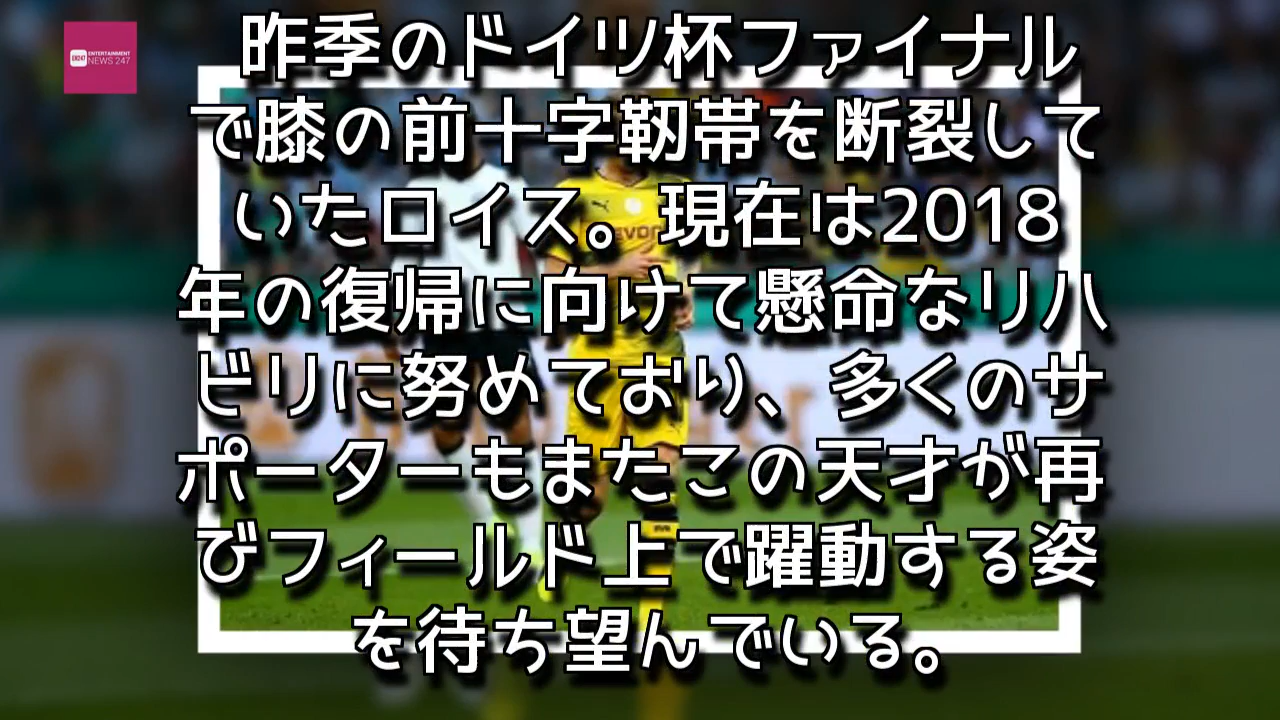 ENTERTAINMENT
NEWS 247
昨季のドイツ杯ファイナル
で膝の前十字靭帯を断裂して
いたロイス。現在は2018
年の復帰に向けて懸命なリハ
ビリに努めており、多くのサ
ポーターもまたこの天才が再
びフィールド上で躍動する姿
を待ち望んでいる。